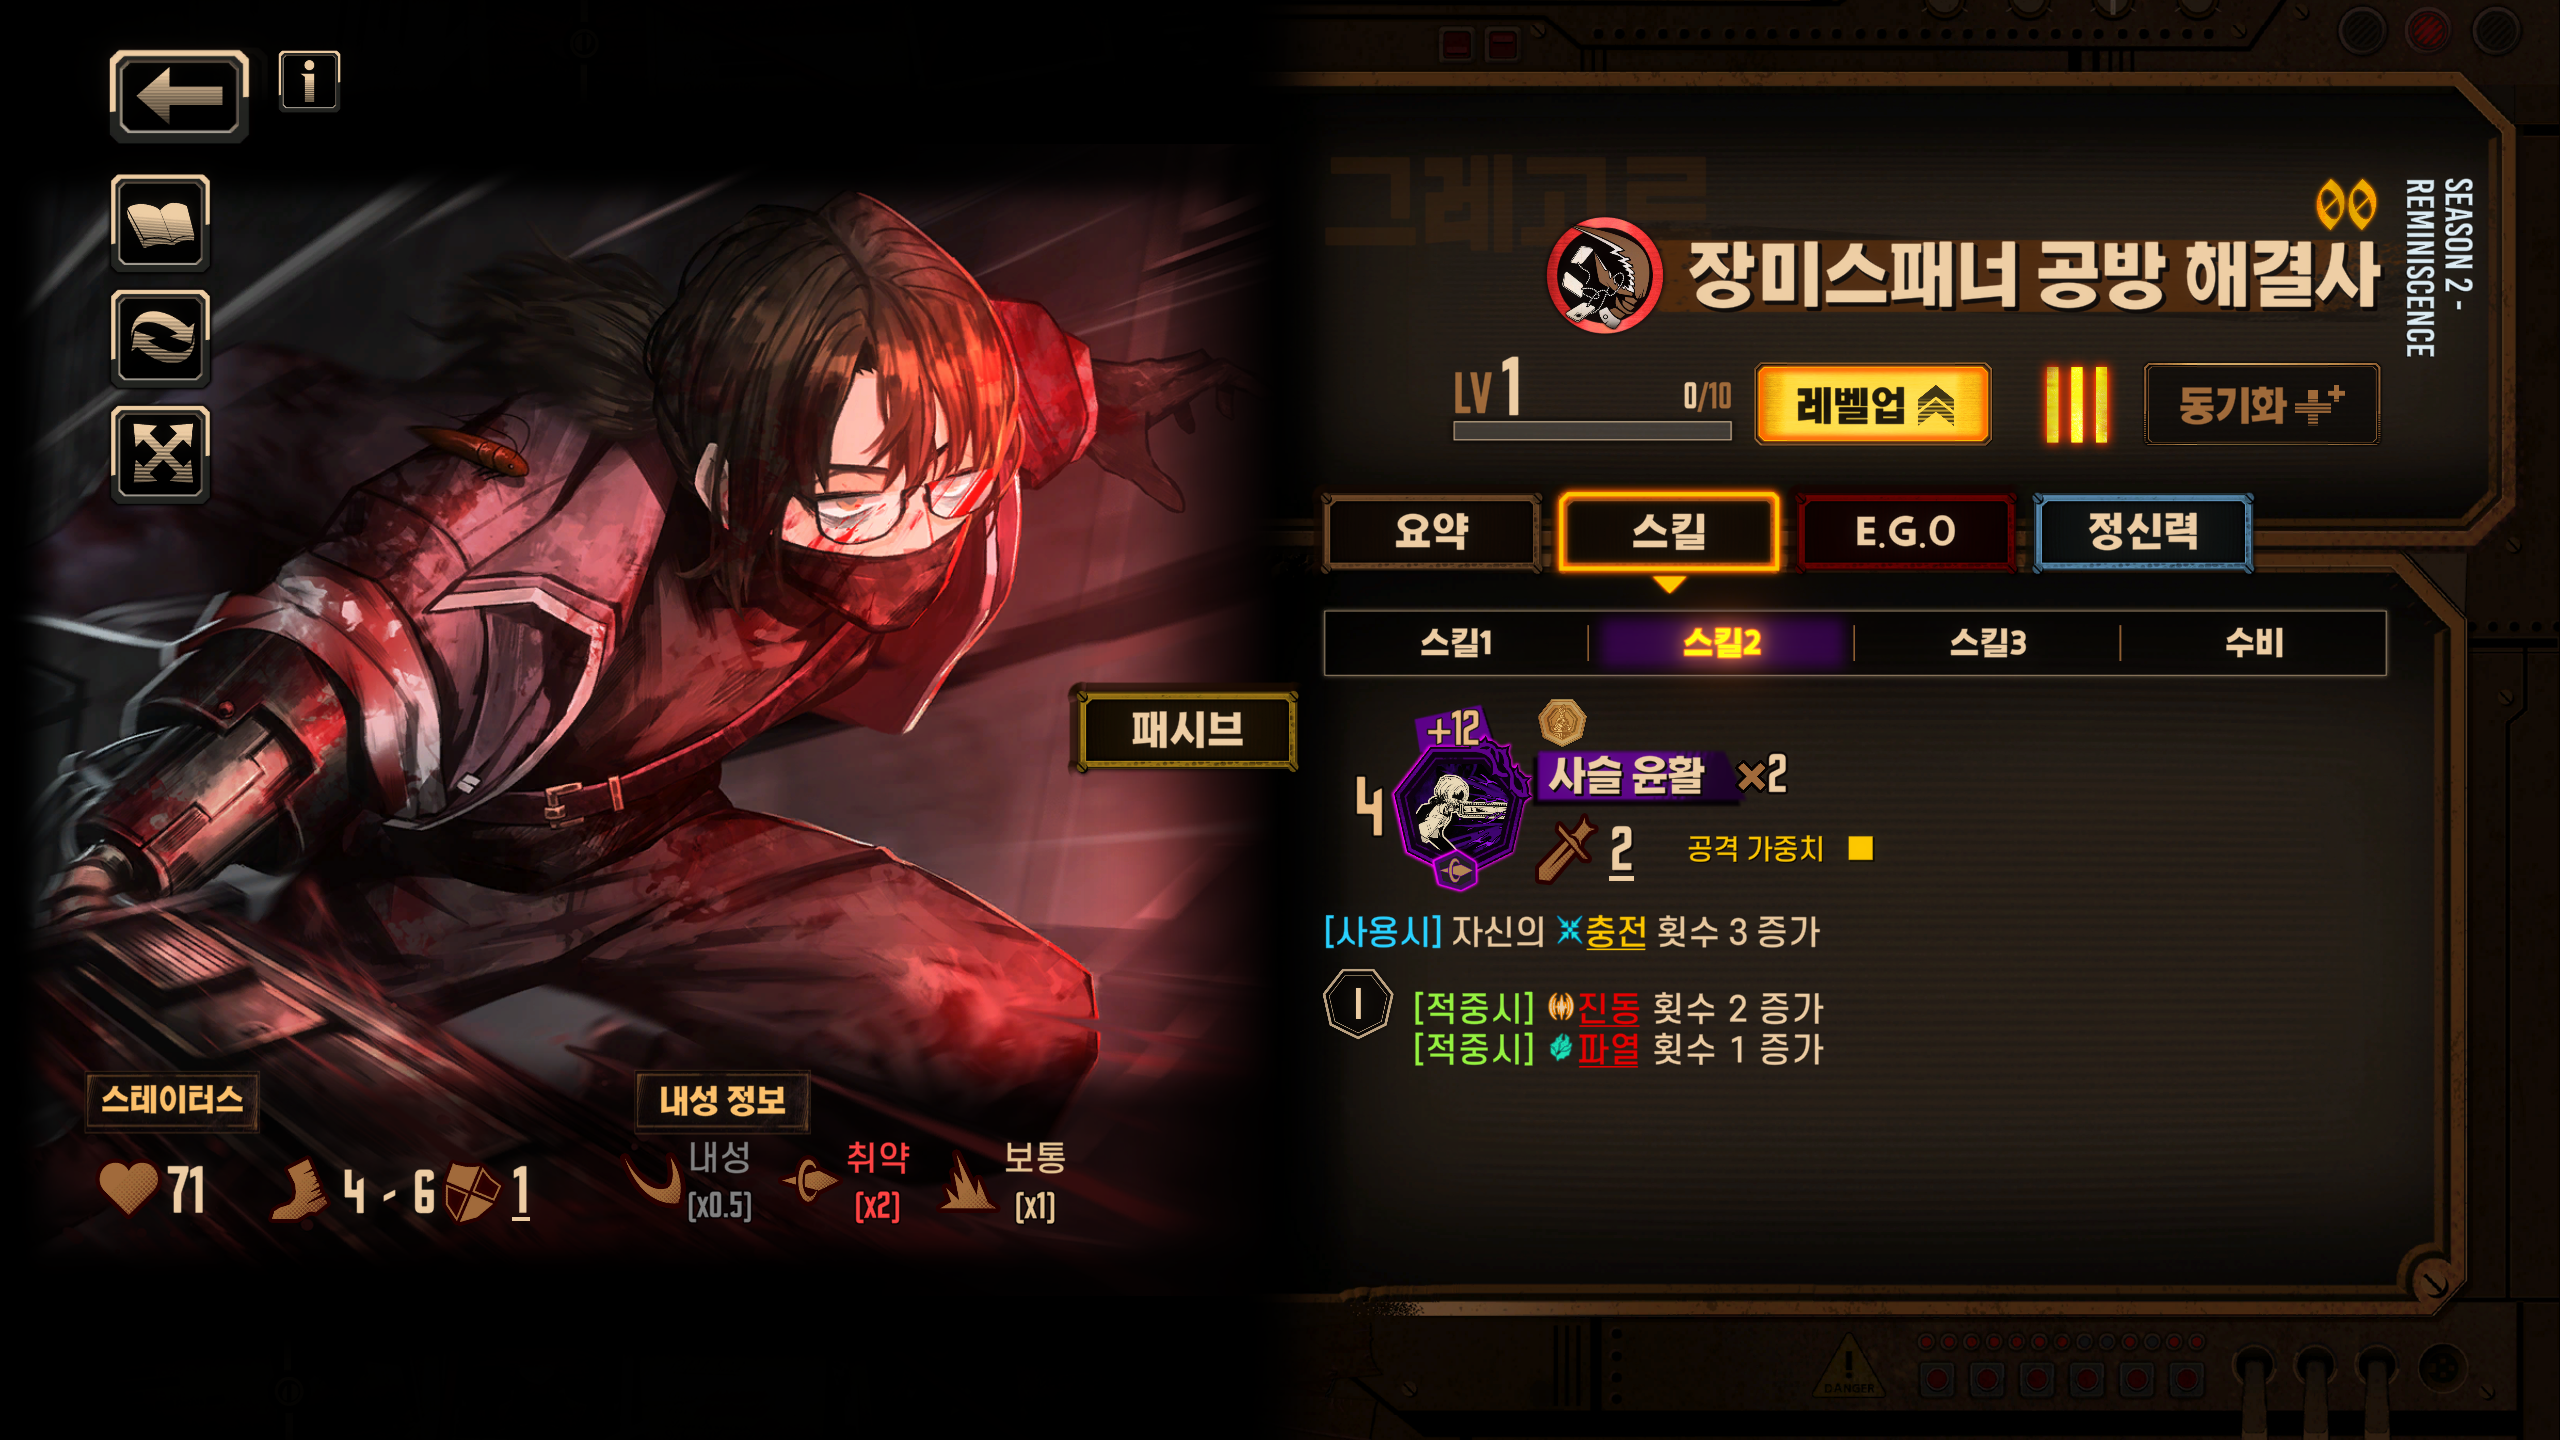 그레고르
장미스패너 공방 해결사
SEASON 2 -
REMINISCENCE
LV 1
0/10
레벨업
동기화
요약
스킬
E.G.O
정신력
스킬1
스킬2
스킬3
수비
패시브
+12
4
사슬 윤활 ×2
2
공격 가중치
[사용시] 자신의 충전 횟수 3 증가
I
[적중시] 진동 횟수 2 증가
[적중시] 파열 횟수 1 증가
스테이터스
71
4 - 6
1
내성 정보
내성
[x0.5]
취약
[x2]
보통
[x1]
DANGER